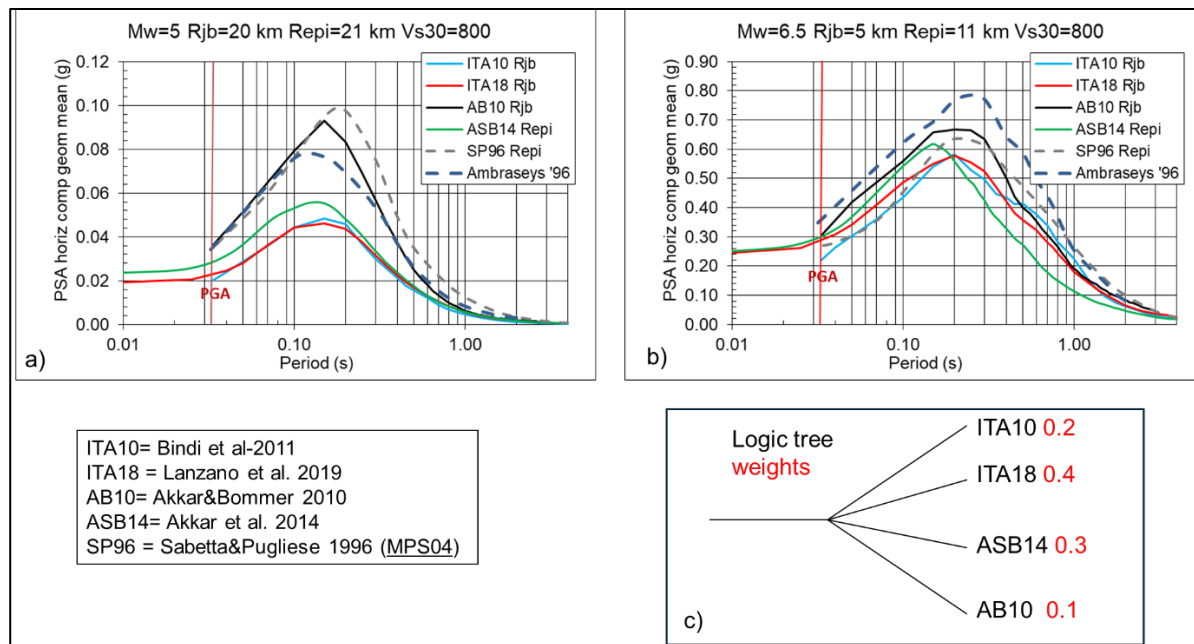 Mw=5 Rjb=20 km Repi=21 km Vs30=800
PSA horiz comp geom mean (g)
0.12
0.10
0.08
0.06
0.04
0.02
0.00
ITA10 Rjb
ITA18 Rjb
AB10 Rjb
ASB14 Repi
SP96 Repi
Ambraseys '96
PGA
0.01
0.10
1.00
Period (s)
a)
Mw=6.5 Rjb=5 km Repi=11 km Vs30=800
PSA horiz comp geom mean (g)
0.90
0.80
0.70
0.60
0.50
0.40
0.30
0.20
0.10
0.00
ITA10 Rjb
ITA18 Rjb
AB10 Rjb
ASB14 Repi
SP96 Repi
Ambraseys '96
PGA
0.01
0.10
1.00
Period (s)
b)
ITA10= Bindi et al-2011
ITA18 = Lanzano et al. 2019
AB10= Akkar&Bommer 2010
ASB14= Akkar et al. 2014
SP96 = Sabetta&Pugliese 1996 (MPS04)
Logic tree
weights
ITA10 0.2
ITA18 0.4
ASB14 0.3
AB10 0.1
c)